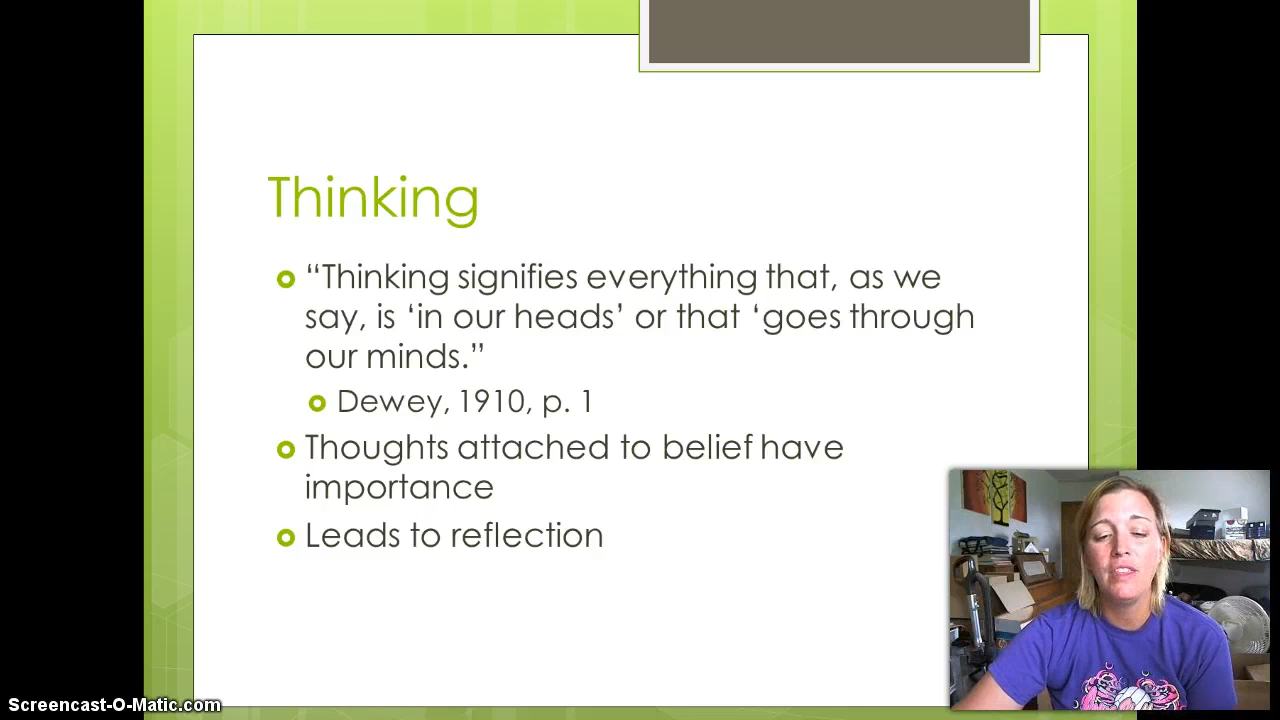 Thinking
“Thinking signifies everything that, as we
say, is ‘in our heads’ or that ‘goes through
our minds.”
Dewey, 1910, p. 1
Thoughts attached to belief have
importance
Leads to reflection
Screencast-O-Matic.com